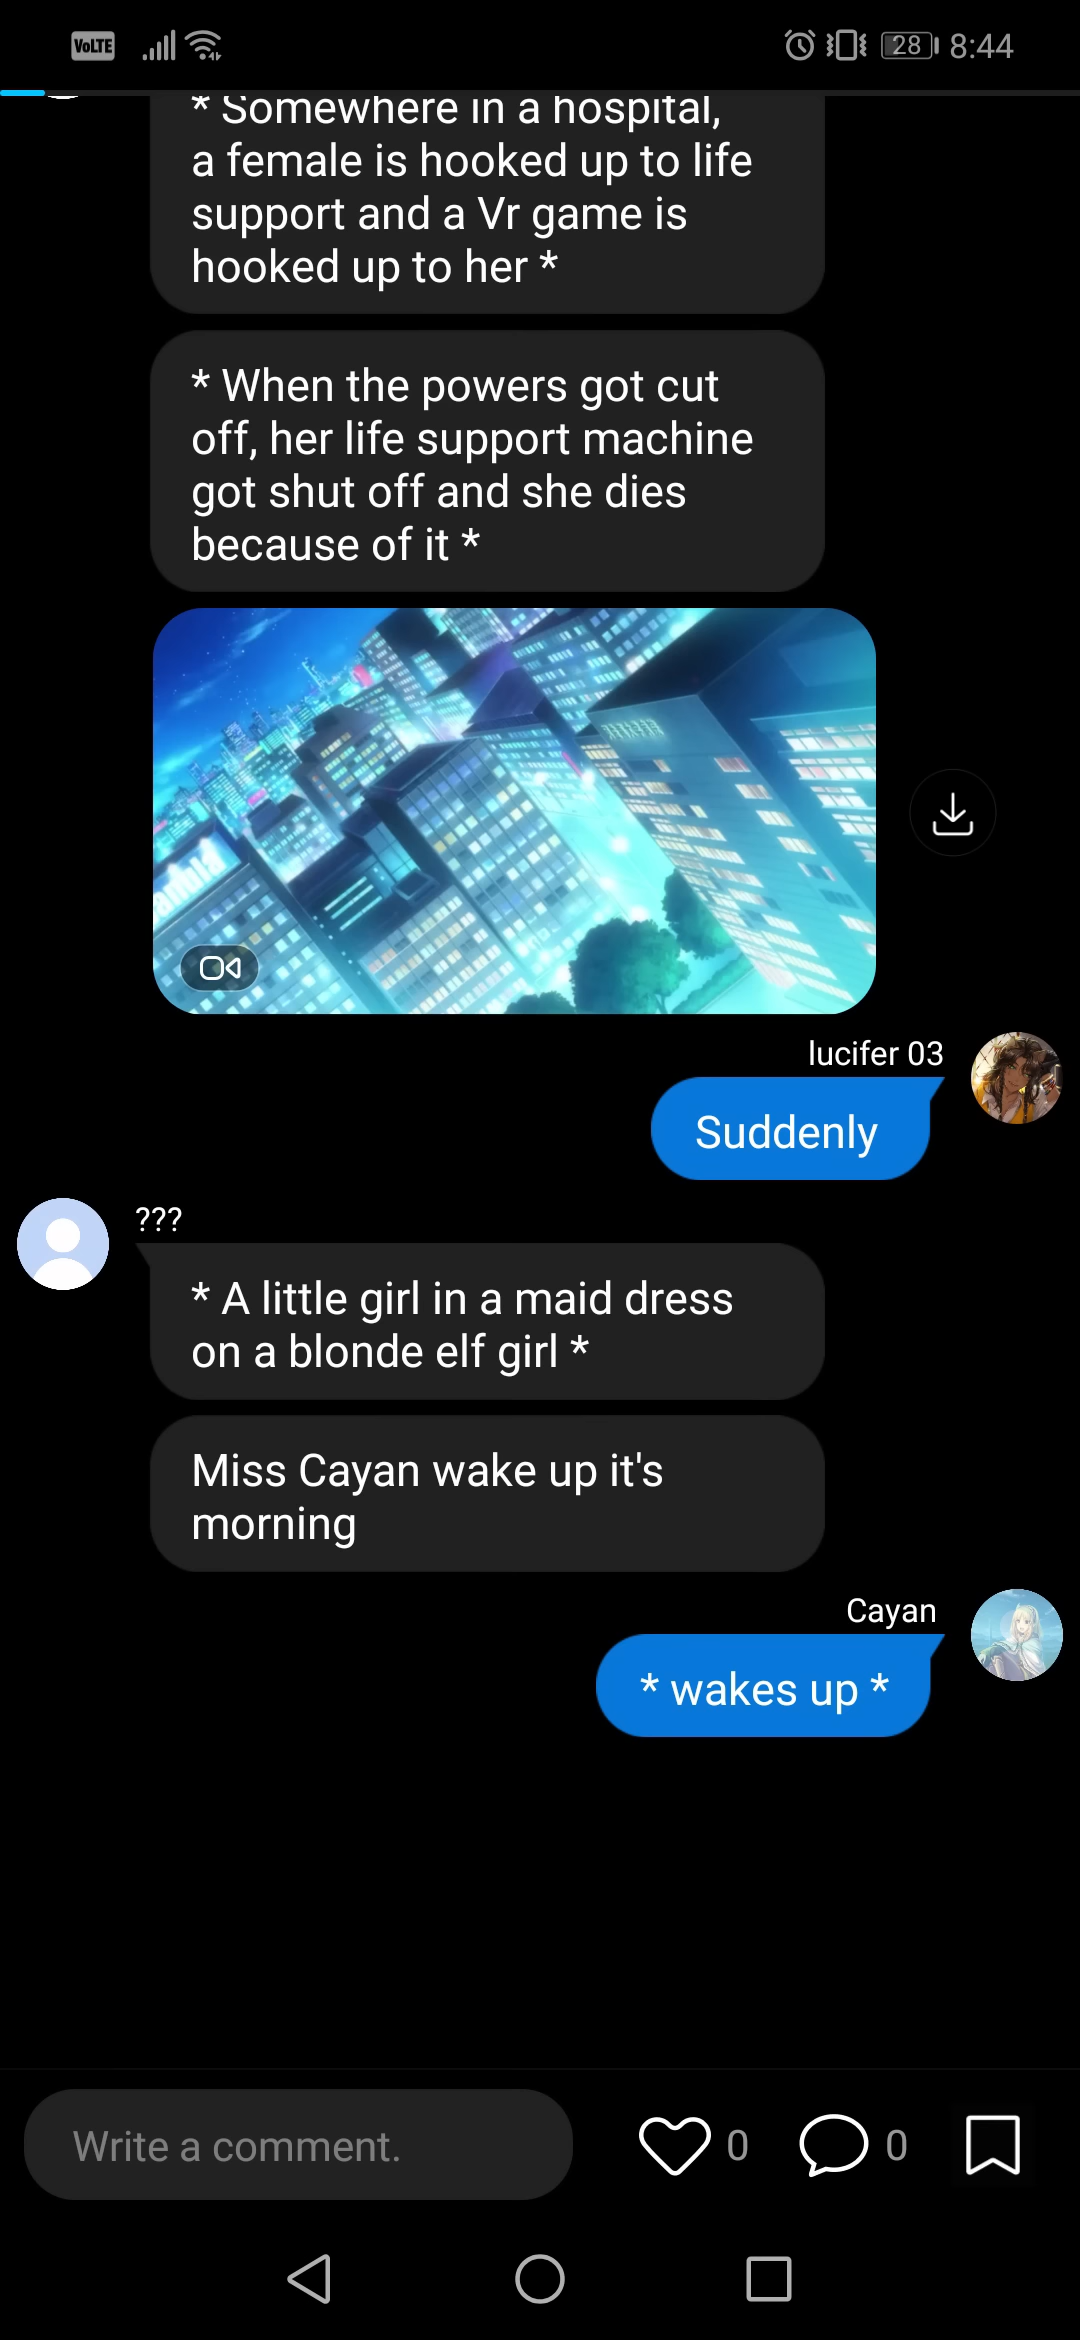 VoLTE
28
8:44
* Somewhere in a hospital,
a female is hooked up to life
support and a Vr game is
hooked up to her *
* When the powers got cut
off, her life support machine
got shut off and she dies
because of it *
lucifer 03
Suddenly
???
* A little girl in a maid dress
on a blonde elf girl *
Miss Cayan wake up it's
morning
Cayan
* wakes up *
Write a comment.
0
0